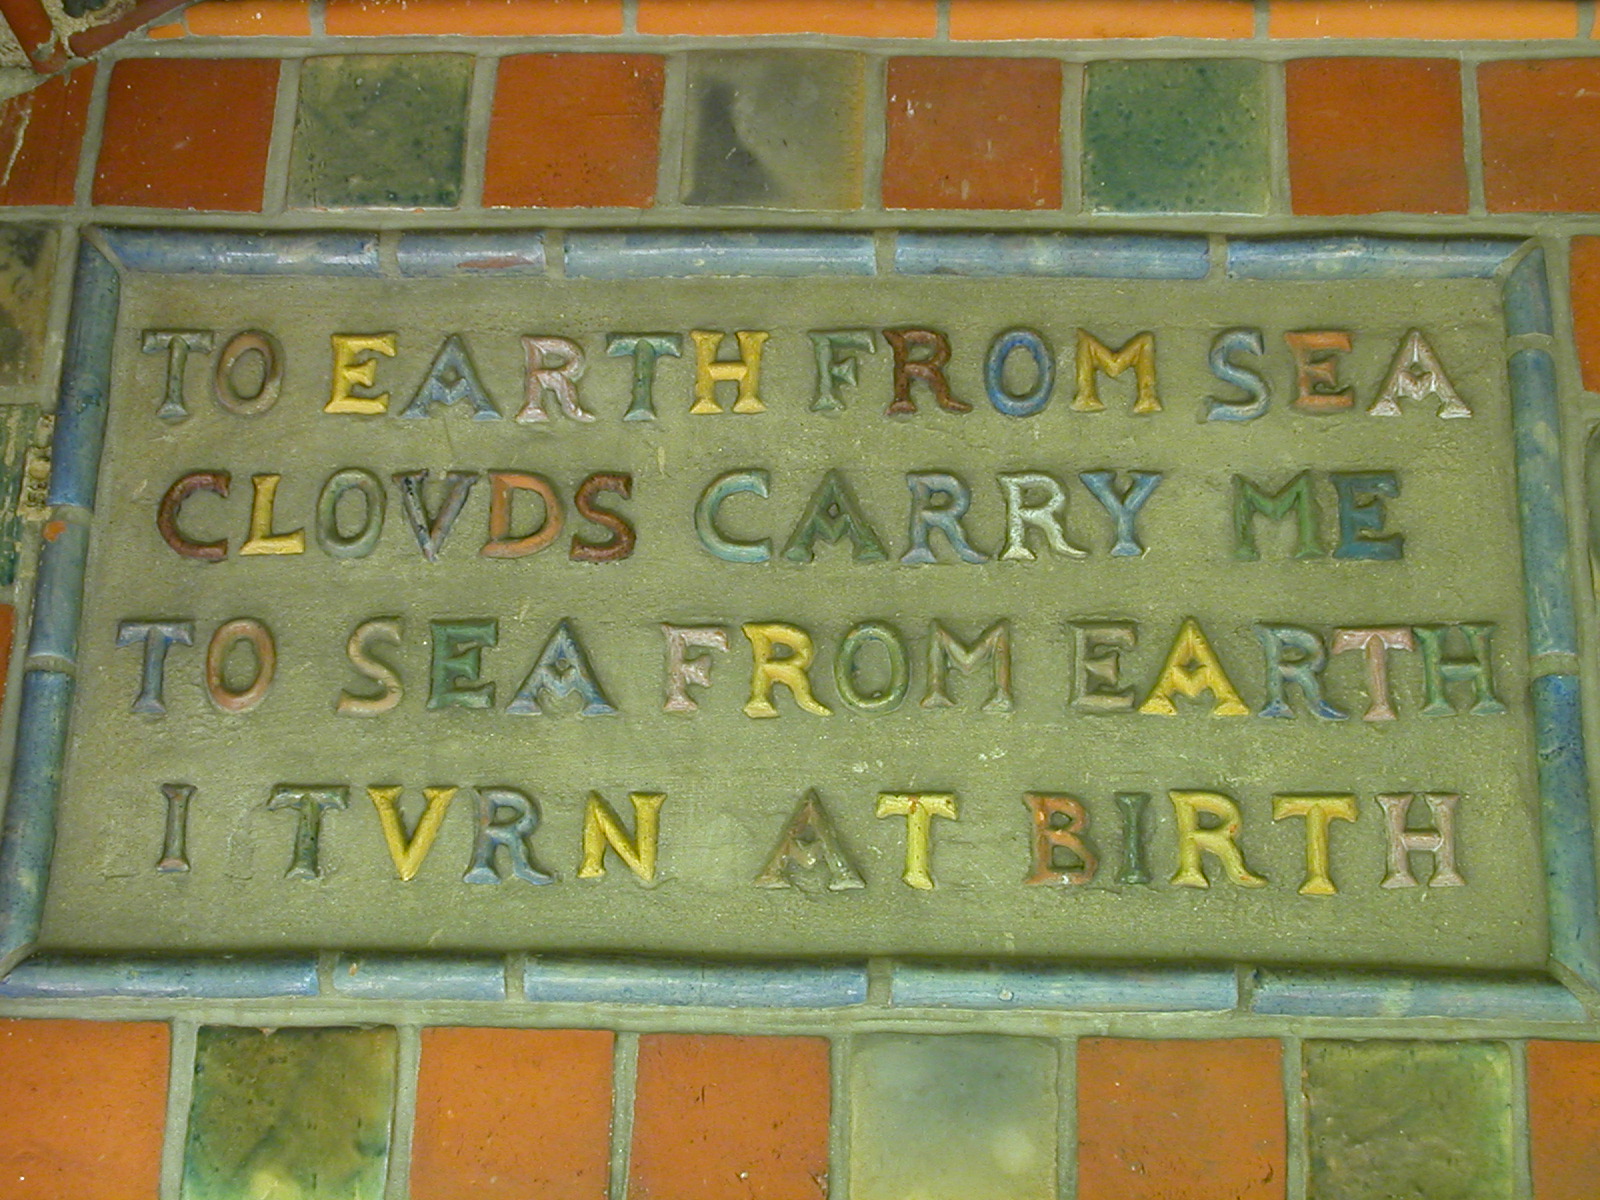 TO EARTH FROM SEA
CLOVDS CARRY ME
TO SEA FROM EARTH
I TVRN AT BIRTH